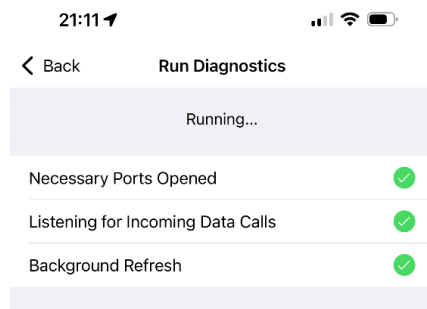 21:11
Back
Run Diagnostics
Running...
Necessary Ports Opened
Listening for Incoming Data Calls
Background Refresh